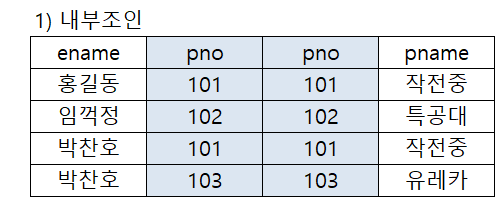 1) 내부조인
ename pno pno pname
홍길동 101 101 작전중
임꺽정 102 102 특공대
박찬호 101 101 작전중
박찬호 103 103 유레카